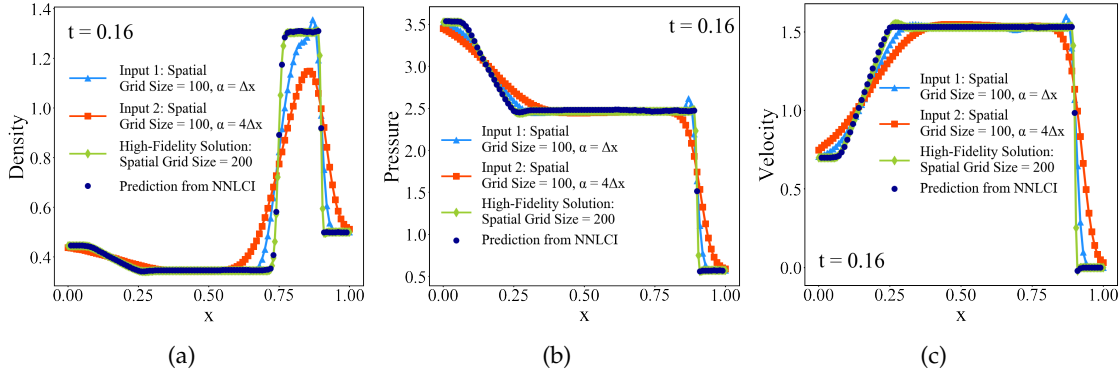 t = 0.16
Density
1.4
1.2
1.0
0.8
0.6
0.4
Input 1: Spatial
Grid Size = 100, α = Δx
Input 2: Spatial
Grid Size = 100, α = 4Δx
High-Fidelity Solution:
Spatial Grid Size = 200
Prediction from NNLCI
0.00 0.25 0.50 0.75 1.00
x
(a)
t = 0.16
Pressure
3.5
3.0
2.5
2.0
1.5
1.0
0.5
Input 1: Spatial
Grid Size = 100, α = Δx
Input 2: Spatial
Grid Size = 100, α = 4Δx
High-Fidelity Solution:
Spatial Grid Size = 200
Prediction from NNLCI
0.00 0.25 0.50 0.75 1.00
x
(b)
Velocity
1.5
1.0
0.5
0.0
Input 1: Spatial
Grid Size = 100, α = Δx
Input 2: Spatial
Grid Size = 100, α = 4Δx
High-Fidelity Solution:
Spatial Grid Size = 200
Prediction from NNLCI
t = 0.16
0.00 0.25 0.50 0.75 1.00
x
(c)